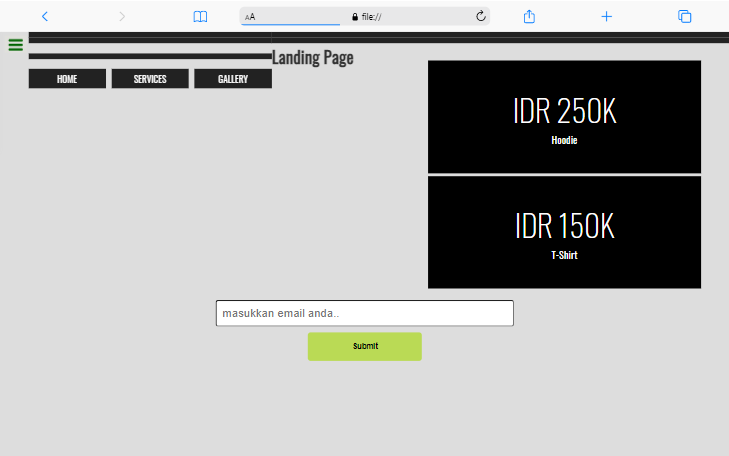 AA
file://
Landing Page
HOME
SERVICES
GALLERY
IDR 250K
Hoodie
IDR 150K
T-Shirt
masukkan email anda..
Submit